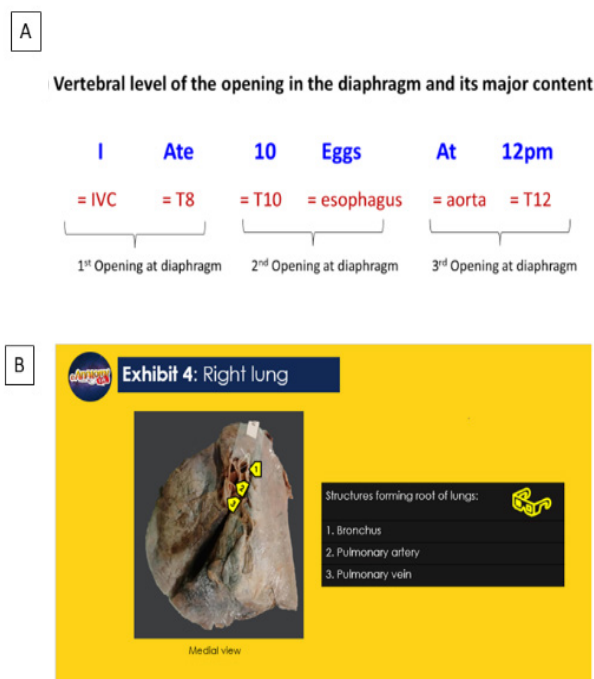 A
Vertebral level of the opening in the diaphragm and its major content
I Ate 10 Eggs At 12pm
= IVC = T8 = T10 = esophagus = aorta = T12
1st Opening at diaphragm 2nd Opening at diaphragm 3rd Opening at diaphragm
B
Exhibit 4: Right lung
1
2
3
Structures forming root of lungs:
1. Bronchus
2. Pulmonary artery
3. Pulmonary vein
Medial view